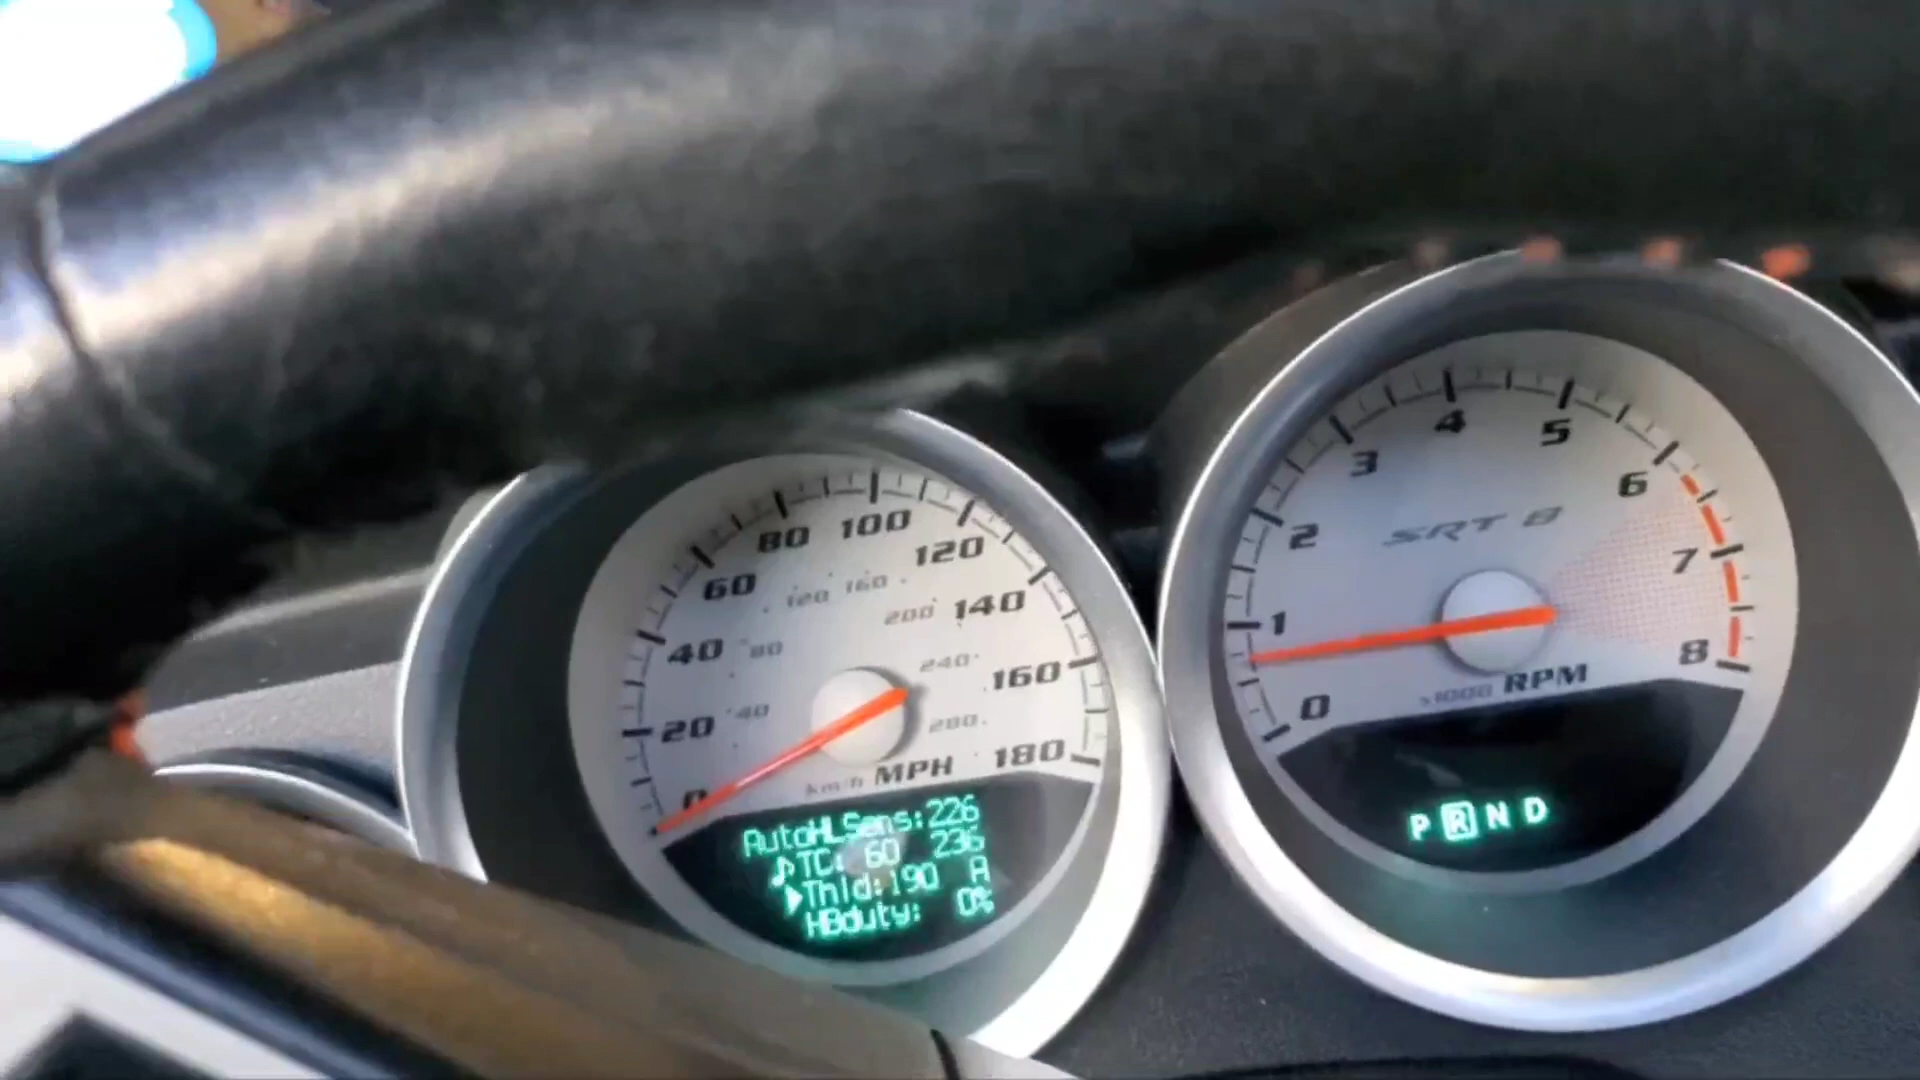 80 100 120
60 140
40 160
20 180
0
120 160
80 200
40 240
280
km/h MPH
AutoHLSens:226
♪TC: 60 236
▶Thld:190 A
HBduty: 0%
3 4 5
2 6
1 7
0 8
SRT 8
x1000 RPM
P R N D